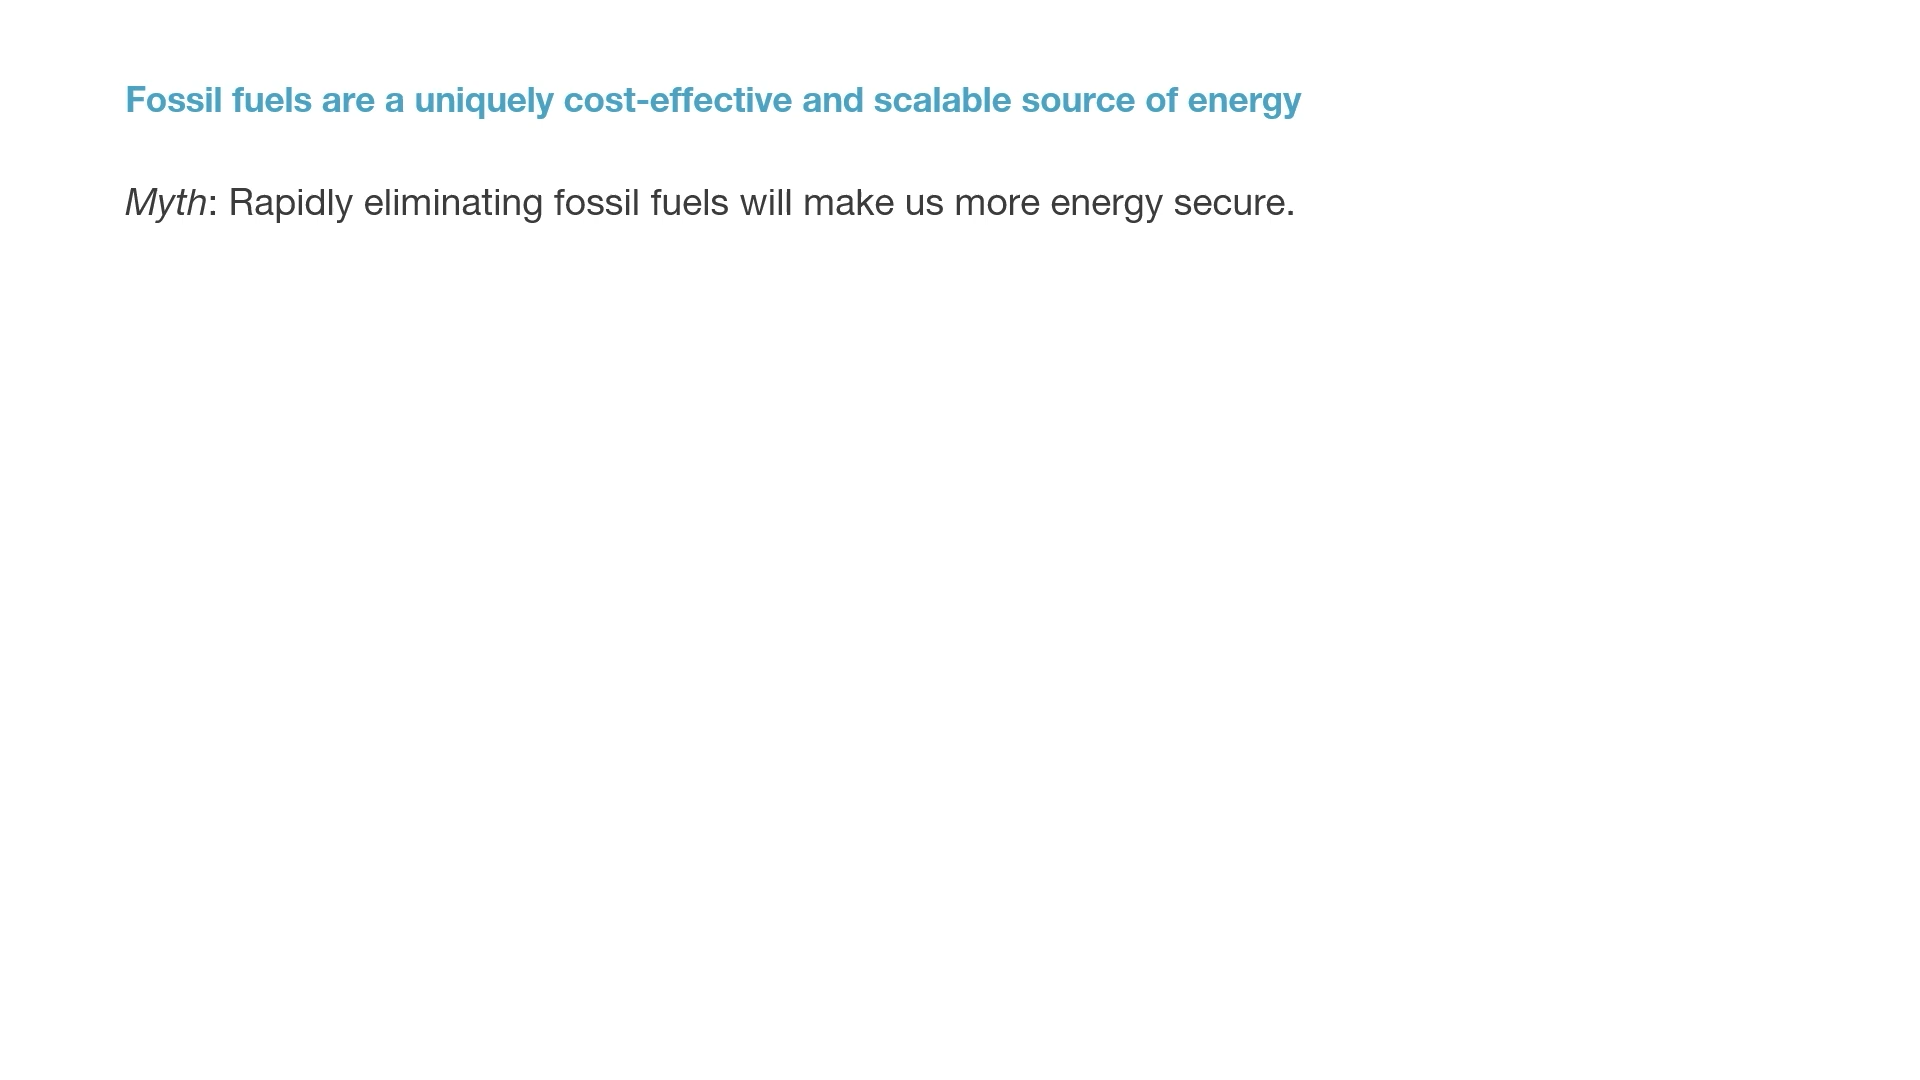 Fossil fuels are a uniquely cost-effective and scalable source of energy
Myth: Rapidly eliminating fossil fuels will make us more energy secure.